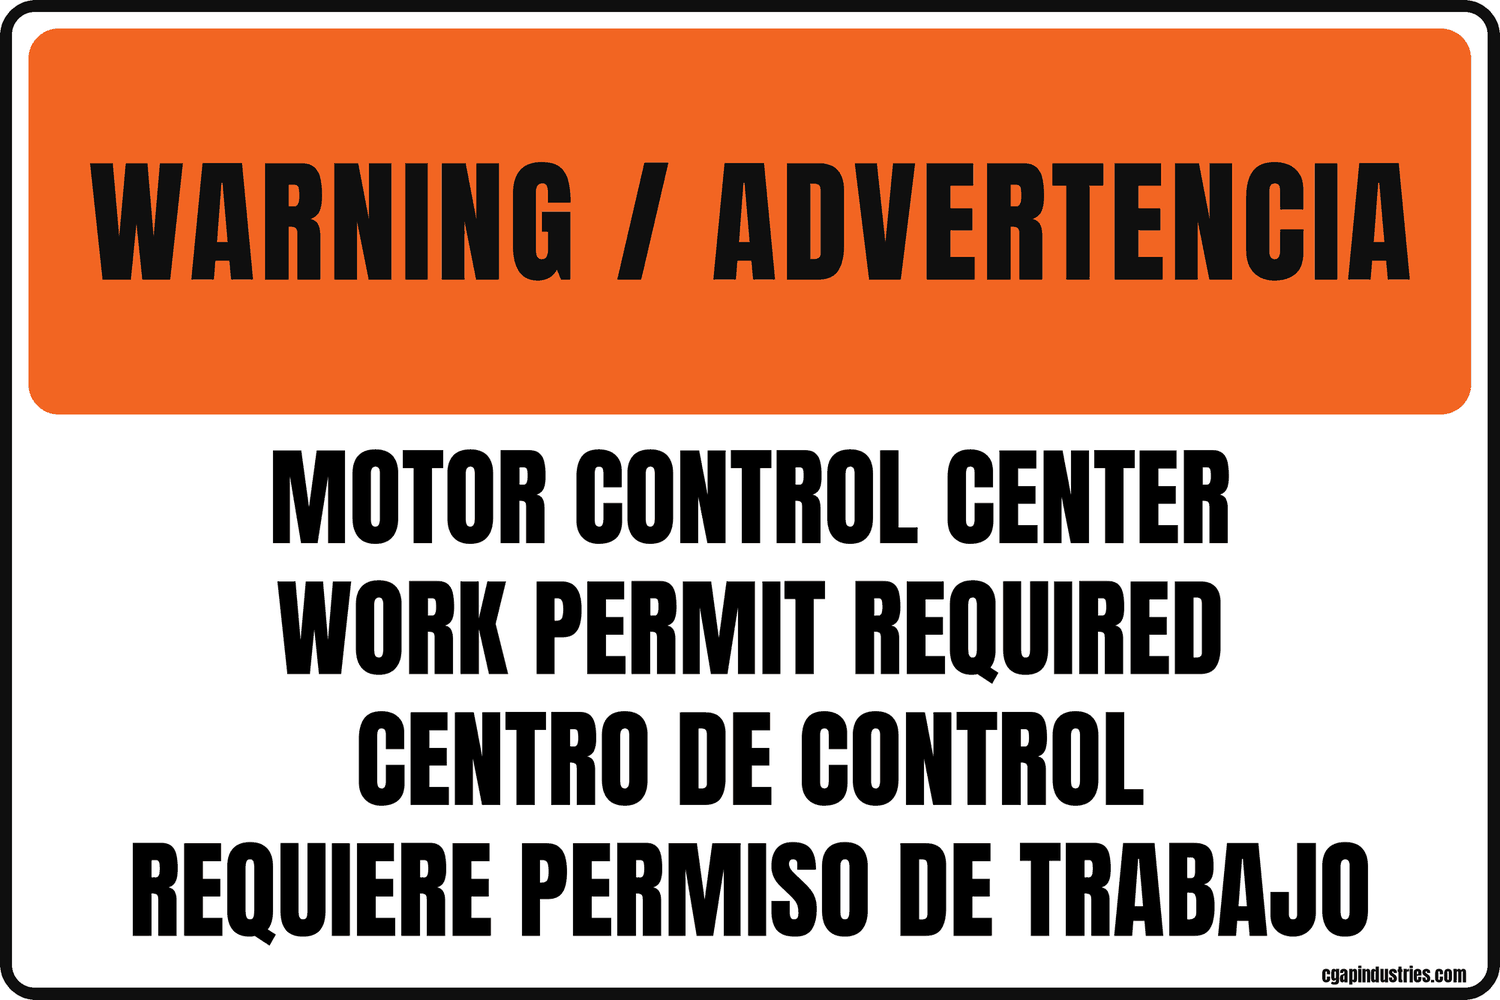 WARNING / ADVERTENCIA
MOTOR CONTROL CENTER
WORK PERMIT REQUIRED
CENTRO DE CONTROL
REQUIERE PERMISO DE TRABAJO
cgapindustries.com